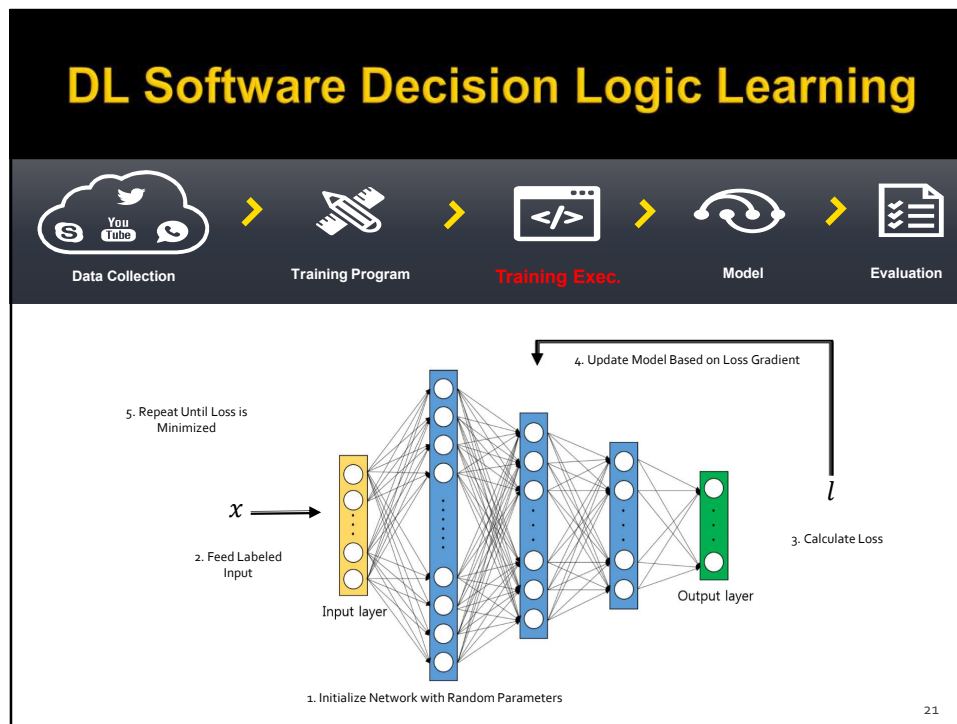 DL Software Decision Logic Learning
S
You
Tube
</>
Data Collection
Training Program
Training Exec.
Model
Evaluation
4. Update Model Based on Loss Gradient
5. Repeat Until Loss is
Minimized
x
l
2. Feed Labeled
Input
3. Calculate Loss
Input layer
Output layer
1. Initialize Network with Random Parameters
21